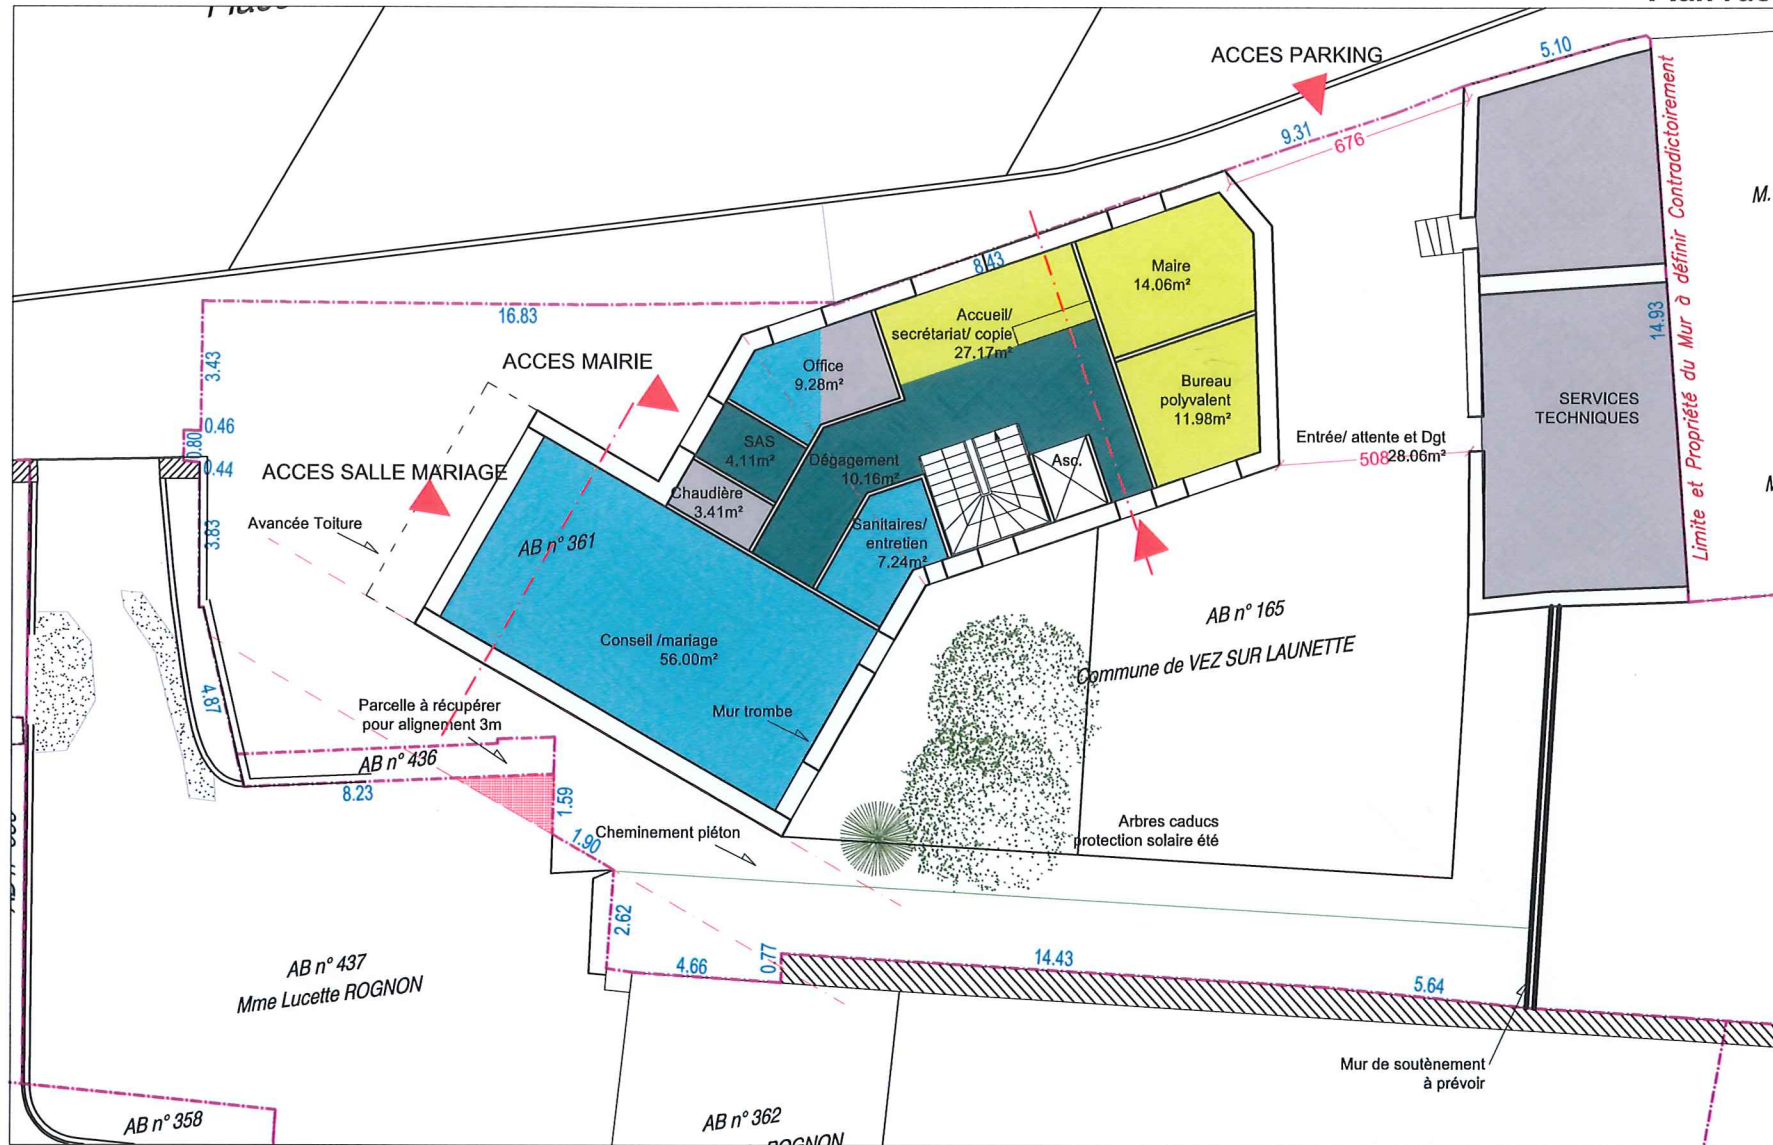 ACCES PARKING
5.10
9.31
676
M.
Limite et Propriété du Mur à définir Contradictoirement
14.93
8.43
Maire
14.06m²
16.83
Accueil/
secrétariat/ copie
27.17m²
3.43
ACCES MAIRIE
Office
9.28m²
Bureau
polyvalent
11.98m²
SERVICES
TECHNIQUES
0.46
0.80
0.44
SAS
4.11m²
Entrée/ attente et Dgt
28.06m²
508
ACCES SALLE MARIAGE
Dégagement
10.16m²
Asc.
Chaudière
3.41m²
Avancée Toiture
3.83
AB n° 361
Sanitaires/
entretien
7.24m²
AB n° 165
Commune de VEZ SUR LAUNETTE
Conseil /mariage
56.00m²
4.87
Parcelle à récupérer
pour alignement 3m
Mur trombe
AB n° 436
8.23
1.59
1.90
Cheminement piéton
Arbres caducs
protection solaire été
2.62
4.66
0.77
14.43
5.64
AB n° 437
Mme Lucette ROGNON
Mur de soutènement
à prévoir
AB n° 358
AB n° 362
ROGNON